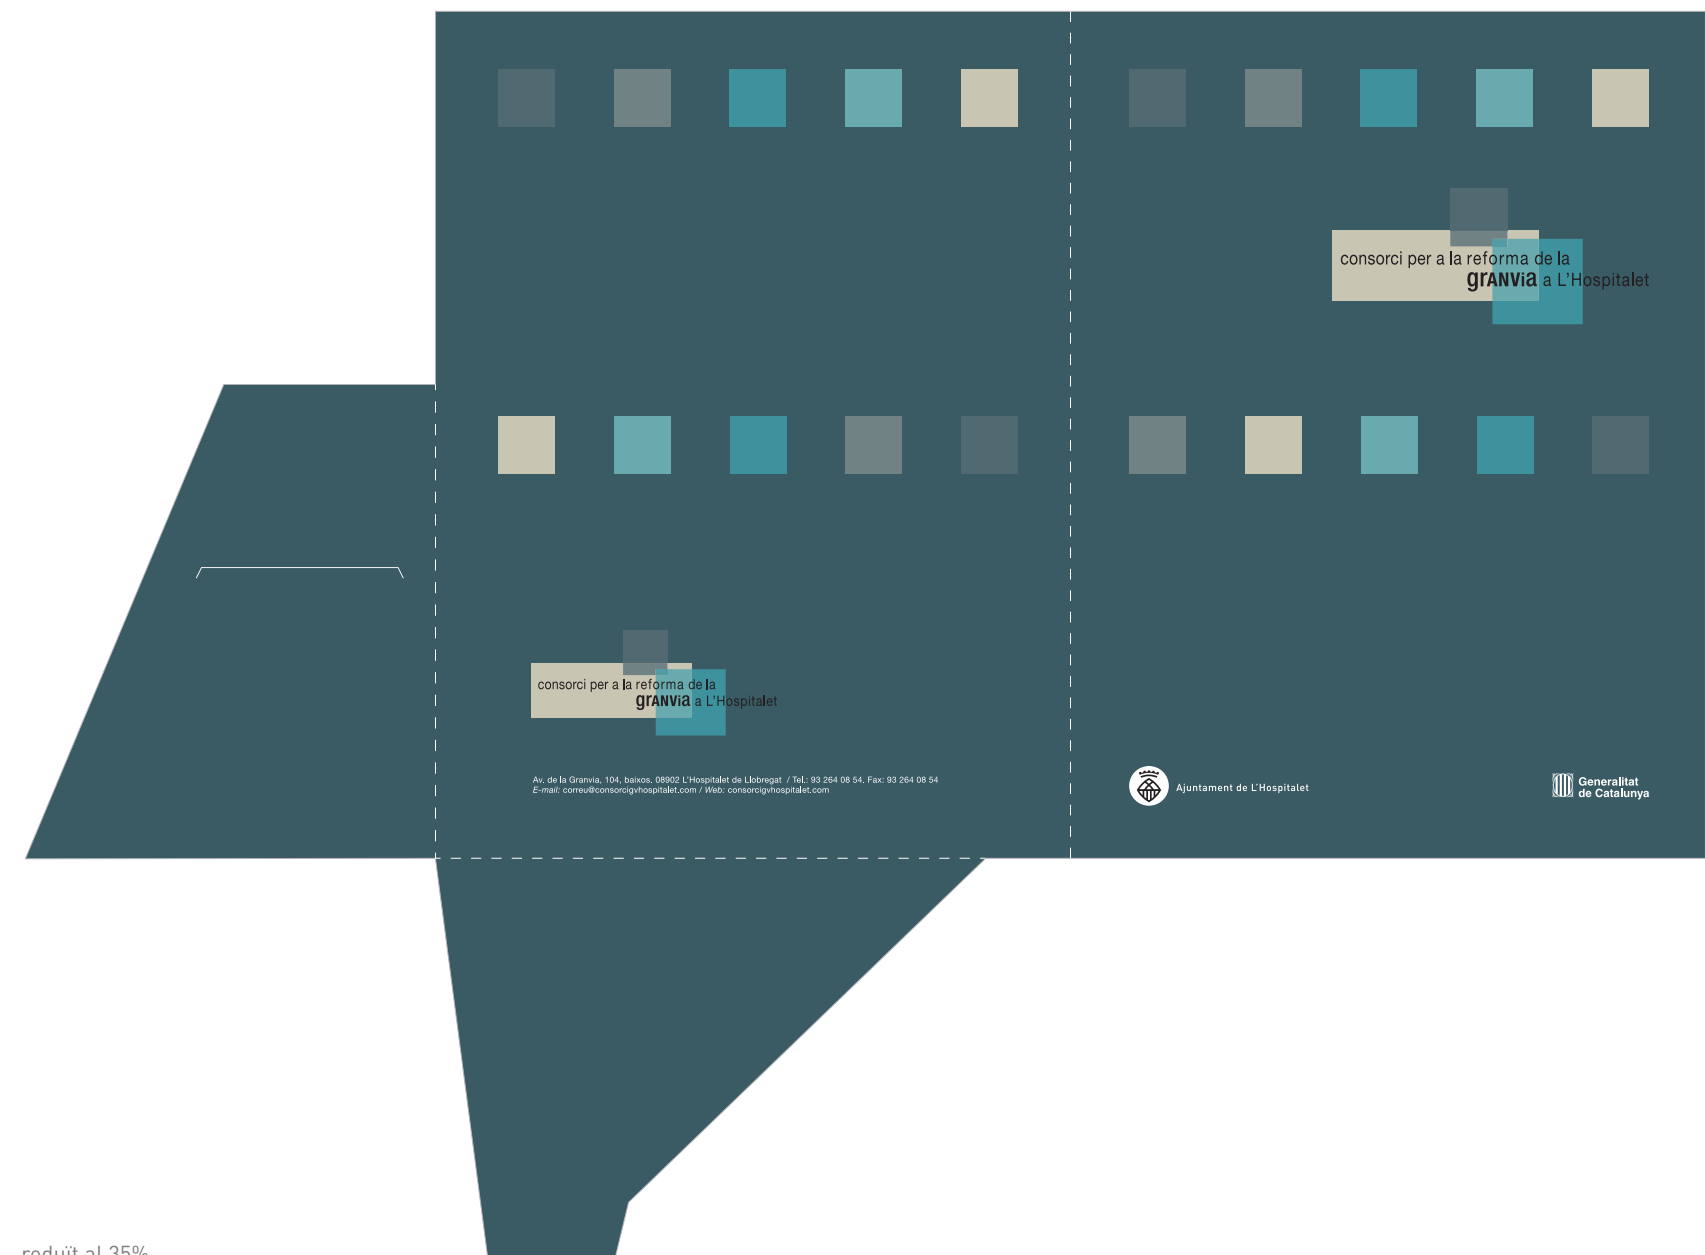 consorci per a la reforma de la
grANVia a L'Hospitalet
consorci per a la reforma de la
grANVia a L'Hospitalet
Av. de la Granvia, 104, baixos. 08902 L'Hospitalet de Llobregat / Tel.: 93 264 08 54. Fax: 93 264 08 54
E-mail: correu@consorcigvhospitalet.com / Web: consorcigvhospitalet.com
Ajuntament de L'Hospitalet
Generalitat
de Catalunya
reduït al 35%